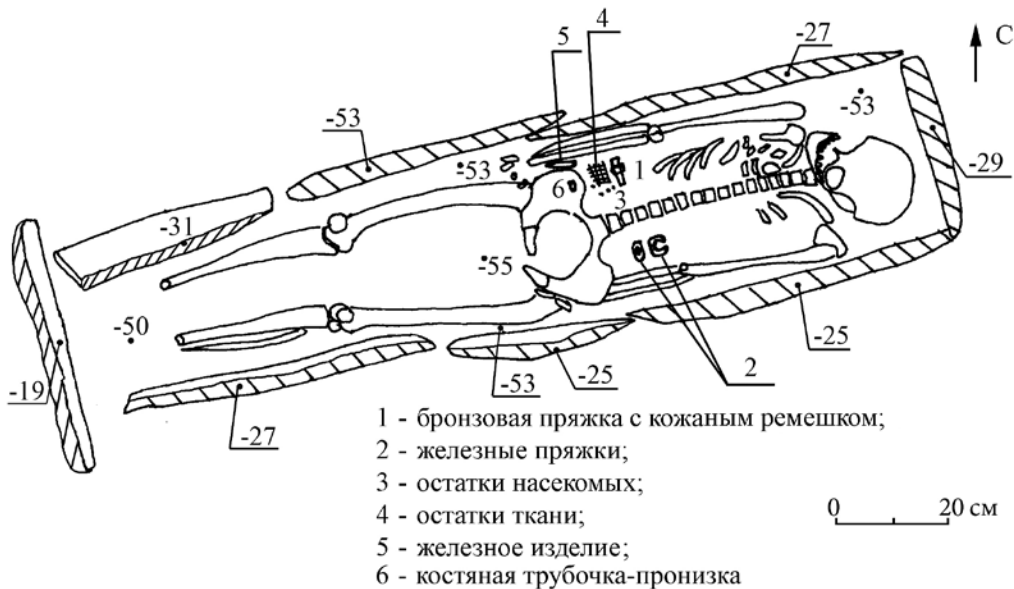 5 4 -27 С
-53 -53
-53 1 -29
6 3
-31
-55
-50
-19 -53 -25 2 -25
-27
1 - бронзовая пряжка с кожаным ремешком;
2 - железные пряжки;
3 - остатки насекомых;
4 - остатки ткани;
5 - железное изделие;
6 - костяная трубочка-пронизка
0 20 см